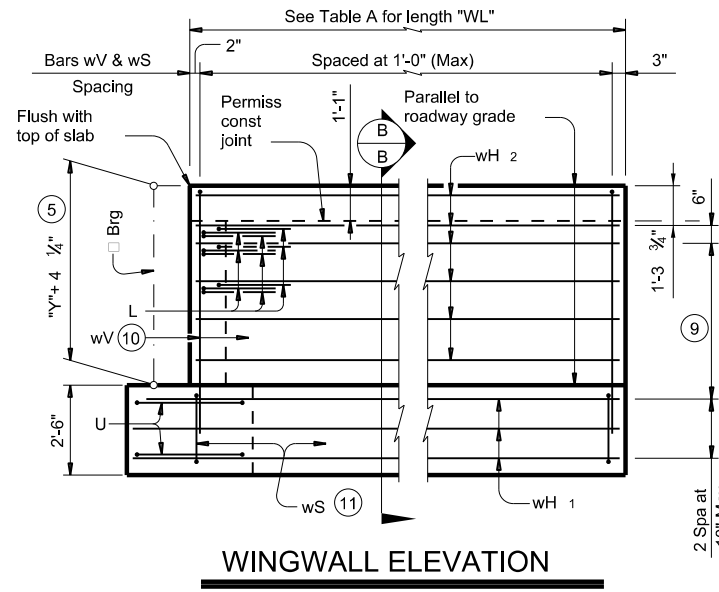 See Table A for length "WL"
Bars wV & wS
Spacing
2"
Spaced at 1'-0" (Max)
3"
Flush with
top of slab
Permiss
const
joint
1'-1"
B
B
Parallel to
roadway grade
wH 2
6"
1'-3 3/4"
5
"Y"+ 4 1/4"
Brg
L
wV 10
9
2'-6"
U
wS 11
wH 1
2 Spa at
WINGWALL ELEVATION